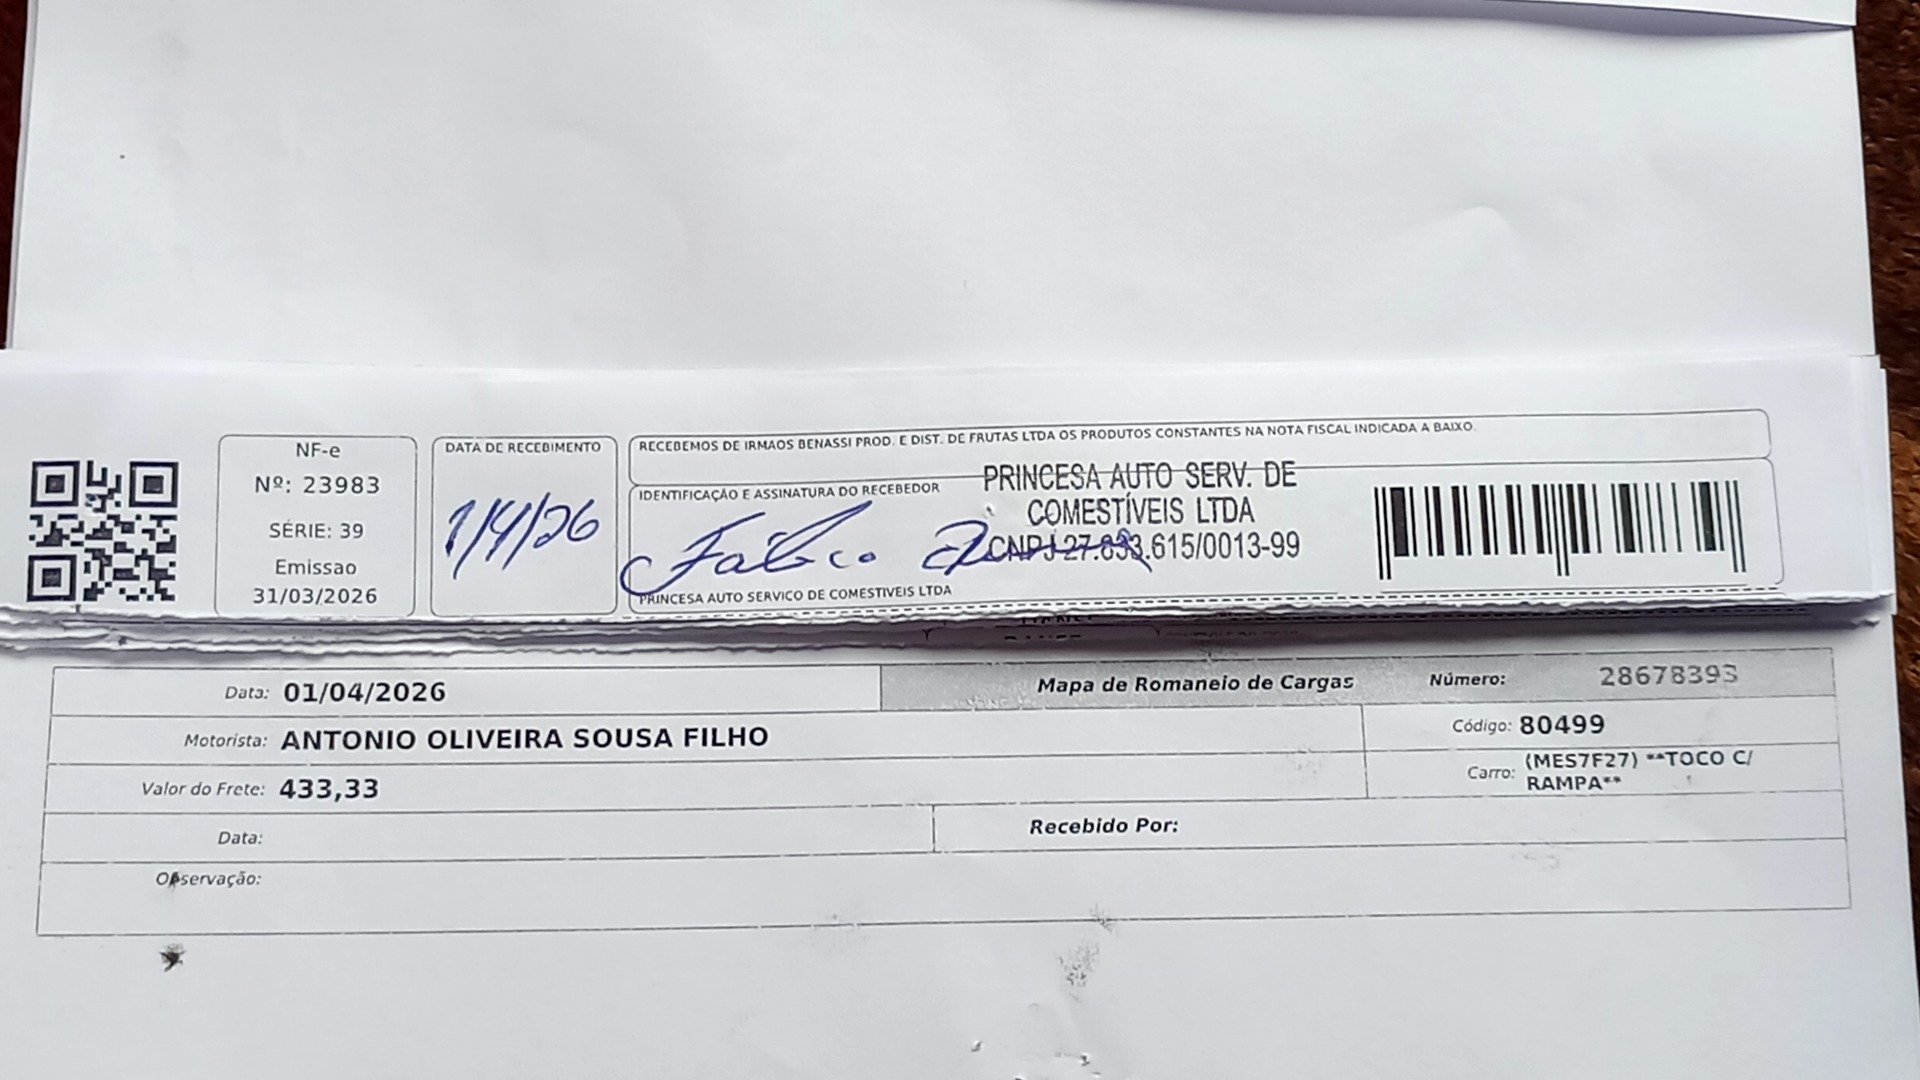 NF-e
Nº: 23983
SÉRIE: 39
Emissao
31/03/2026
DATA DE RECEBIMENTO
1/4/26
RECEBEMOS DE IRMAOS BENASSI PROD. E DIST. DE FRUTAS LTDA OS PRODUTOS CONSTANTES NA NOTA FISCAL INDICADA A BAIXO.
IDENTIFICAÇÃO E ASSINATURA DO RECEBEDOR
PRINCESA AUTO SERV. DE
COMESTÍVEIS LTDA
CNPJ 27.833.615/0013-99
PRINCESA AUTO SERVICO DE COMESTIVEIS LTDA
Data: 01/04/2026
Mapa de Romaneio de Cargas
Número: 28678393
Motorista: ANTONIO OLIVEIRA SOUSA FILHO
Código: 80499
Valor do Frete: 433,33
Carro: (MES7F27) **TOCO C/
RAMPA**
Data:
Recebido Por:
Observação: